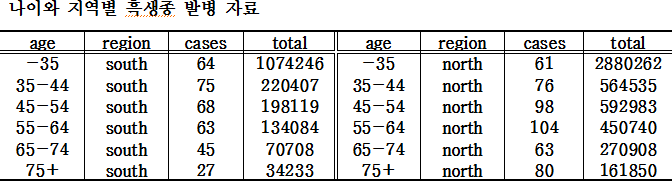 나이와 지역별 흑생종 발병 자료
age region cases total age region cases total
-35 south 64 1074246 -35 north 61 2880262
35-44 south 75 220407 35-44 north 76 564535
45-54 south 68 198119 45-54 north 98 592983
55-64 south 63 134084 55-64 north 104 450740
65-74 south 45 70708 65-74 north 63 270908
75+ south 27 34233 75+ north 80 161850